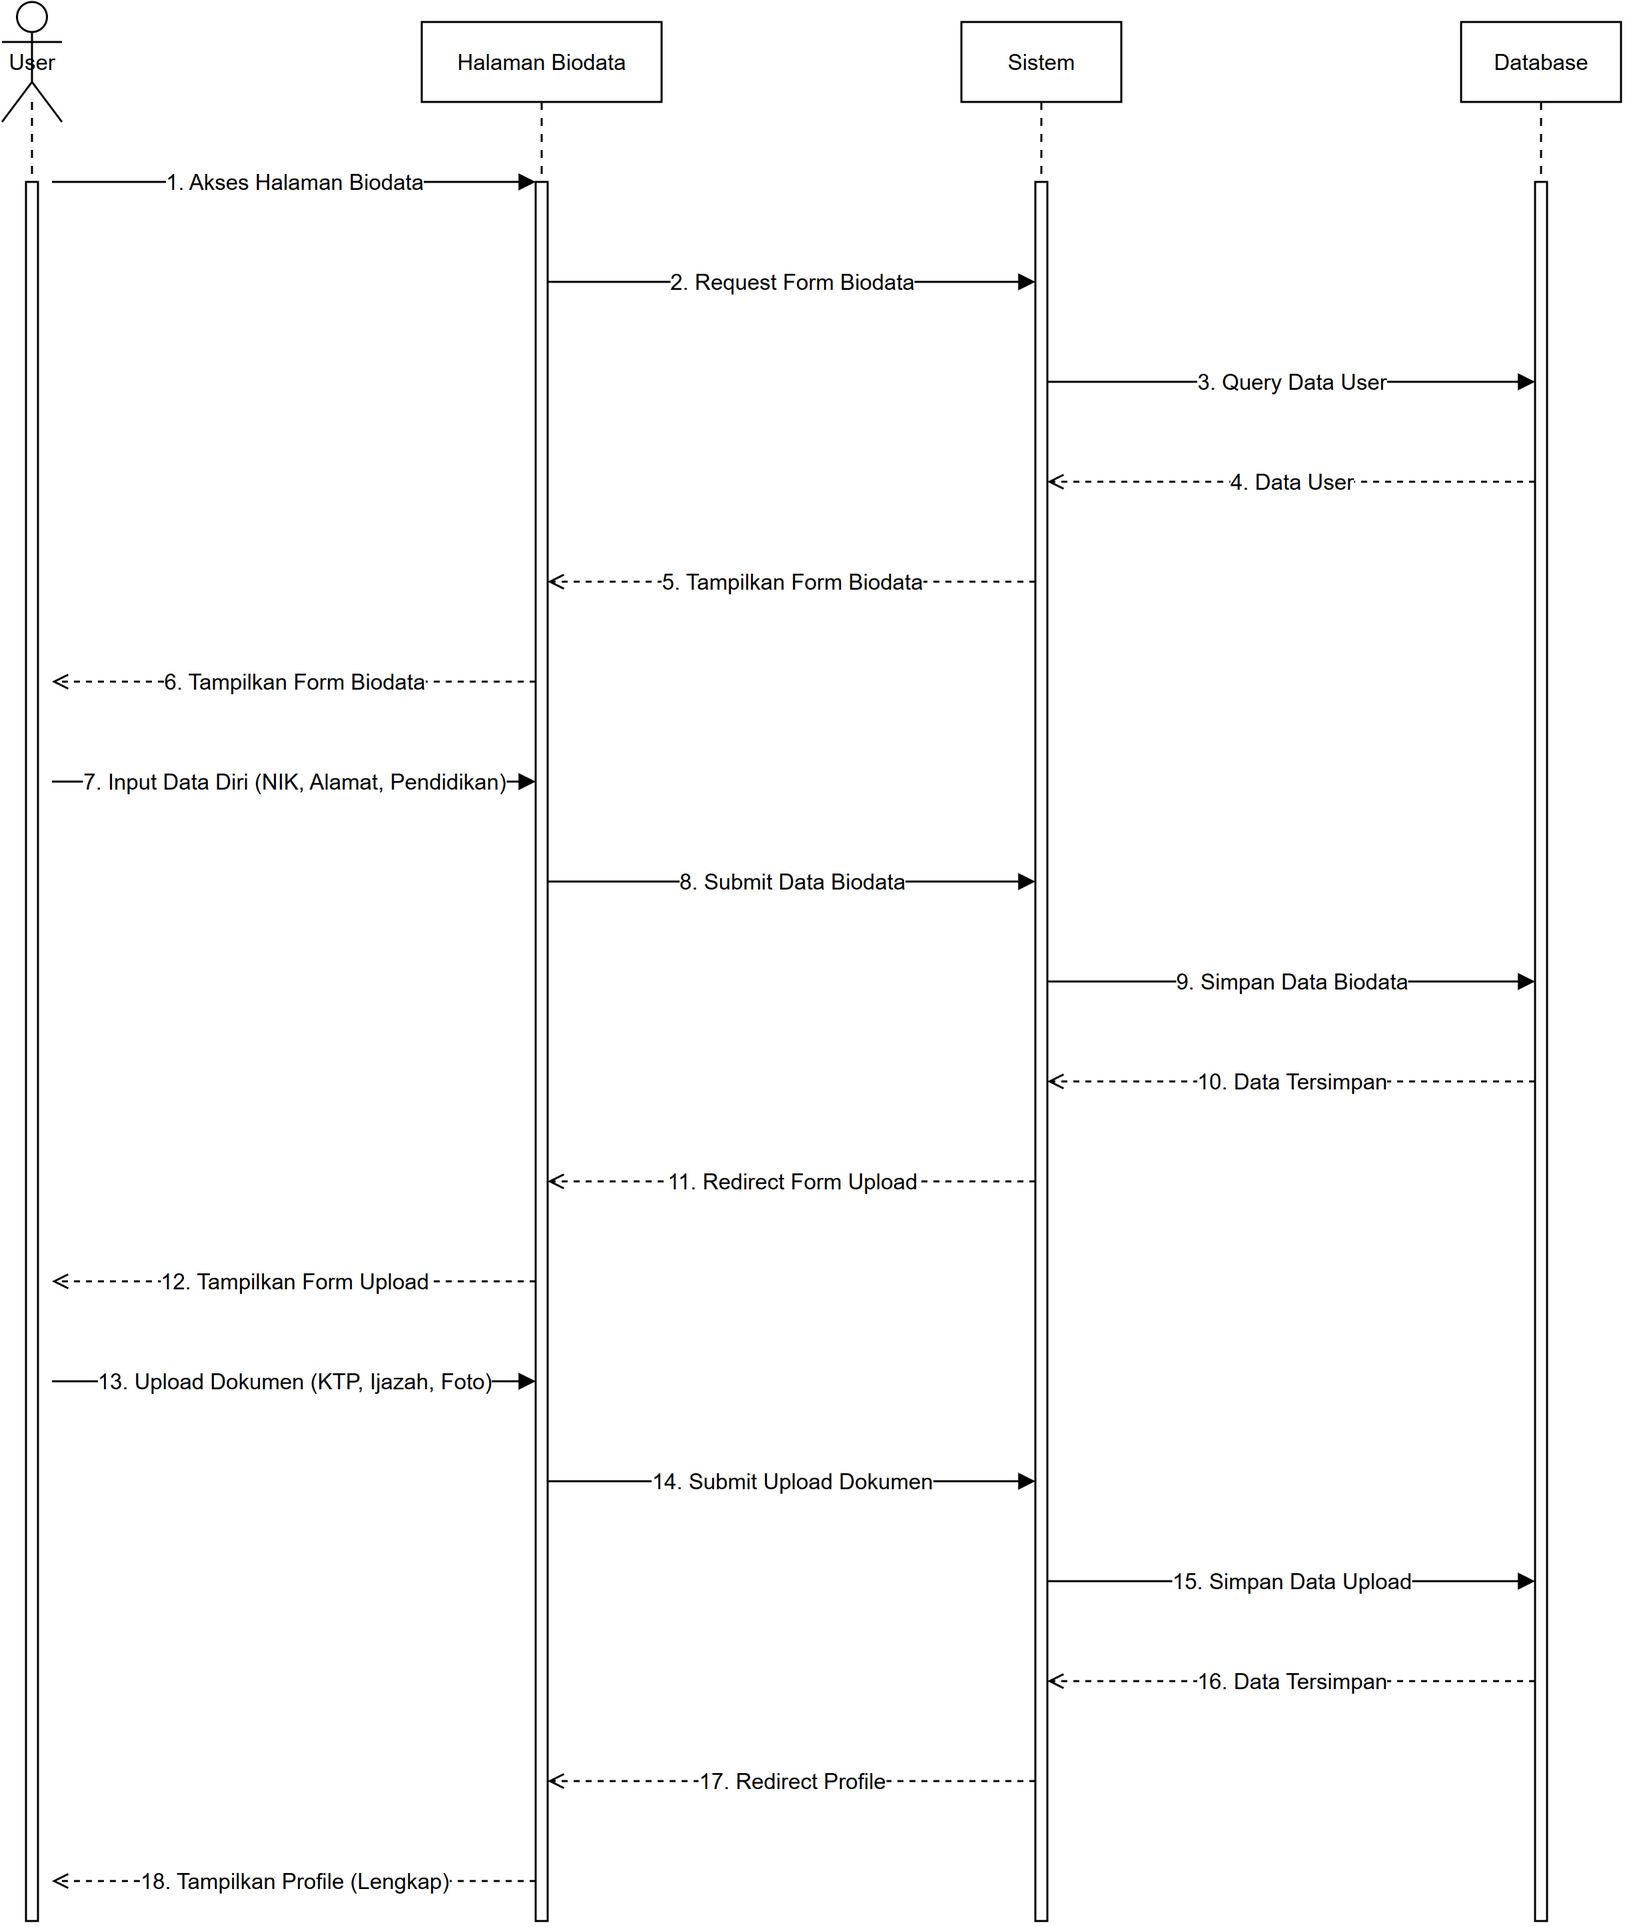 User
Halaman Biodata
Sistem
Database
1. Akses Halaman Biodata
2. Request Form Biodata
3. Query Data User
4. Data User
5. Tampilkan Form Biodata
6. Tampilkan Form Biodata
7. Input Data Diri (NIK, Alamat, Pendidikan)
8. Submit Data Biodata
9. Simpan Data Biodata
10. Data Tersimpan
11. Redirect Form Upload
12. Tampilkan Form Upload
13. Upload Dokumen (KTP, Ijazah, Foto)
14. Submit Upload Dokumen
15. Simpan Data Upload
16. Data Tersimpan
17. Redirect Profile
18. Tampilkan Profile (Lengkap)